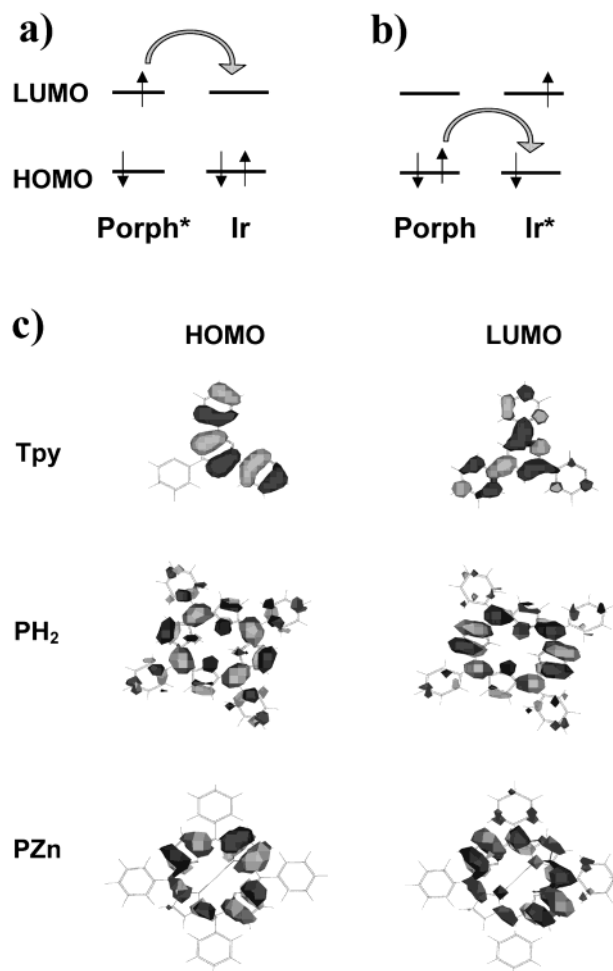 a) b)
LUMO
HOMO
Porph* Ir Porph Ir*
c)
HOMO LUMO
Tpy
PH2
PZn